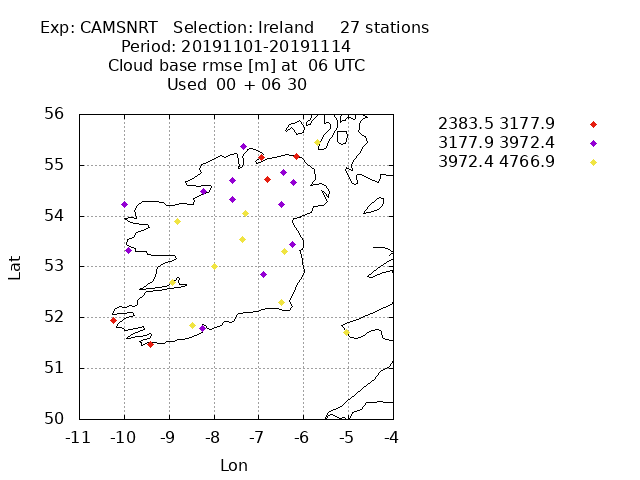 Exp: CAMSNRT   Selection: Ireland     27 stations
Period: 20191101-20191114
Cloud base rmse [m] at  06 UTC
Used  00 + 06 30
2383.5 3177.9
3177.9 3972.4
3972.4 4766.9
56
55
54
53
52
51
50
Lat
-11 -10 -9 -8 -7 -6 -5 -4
Lon